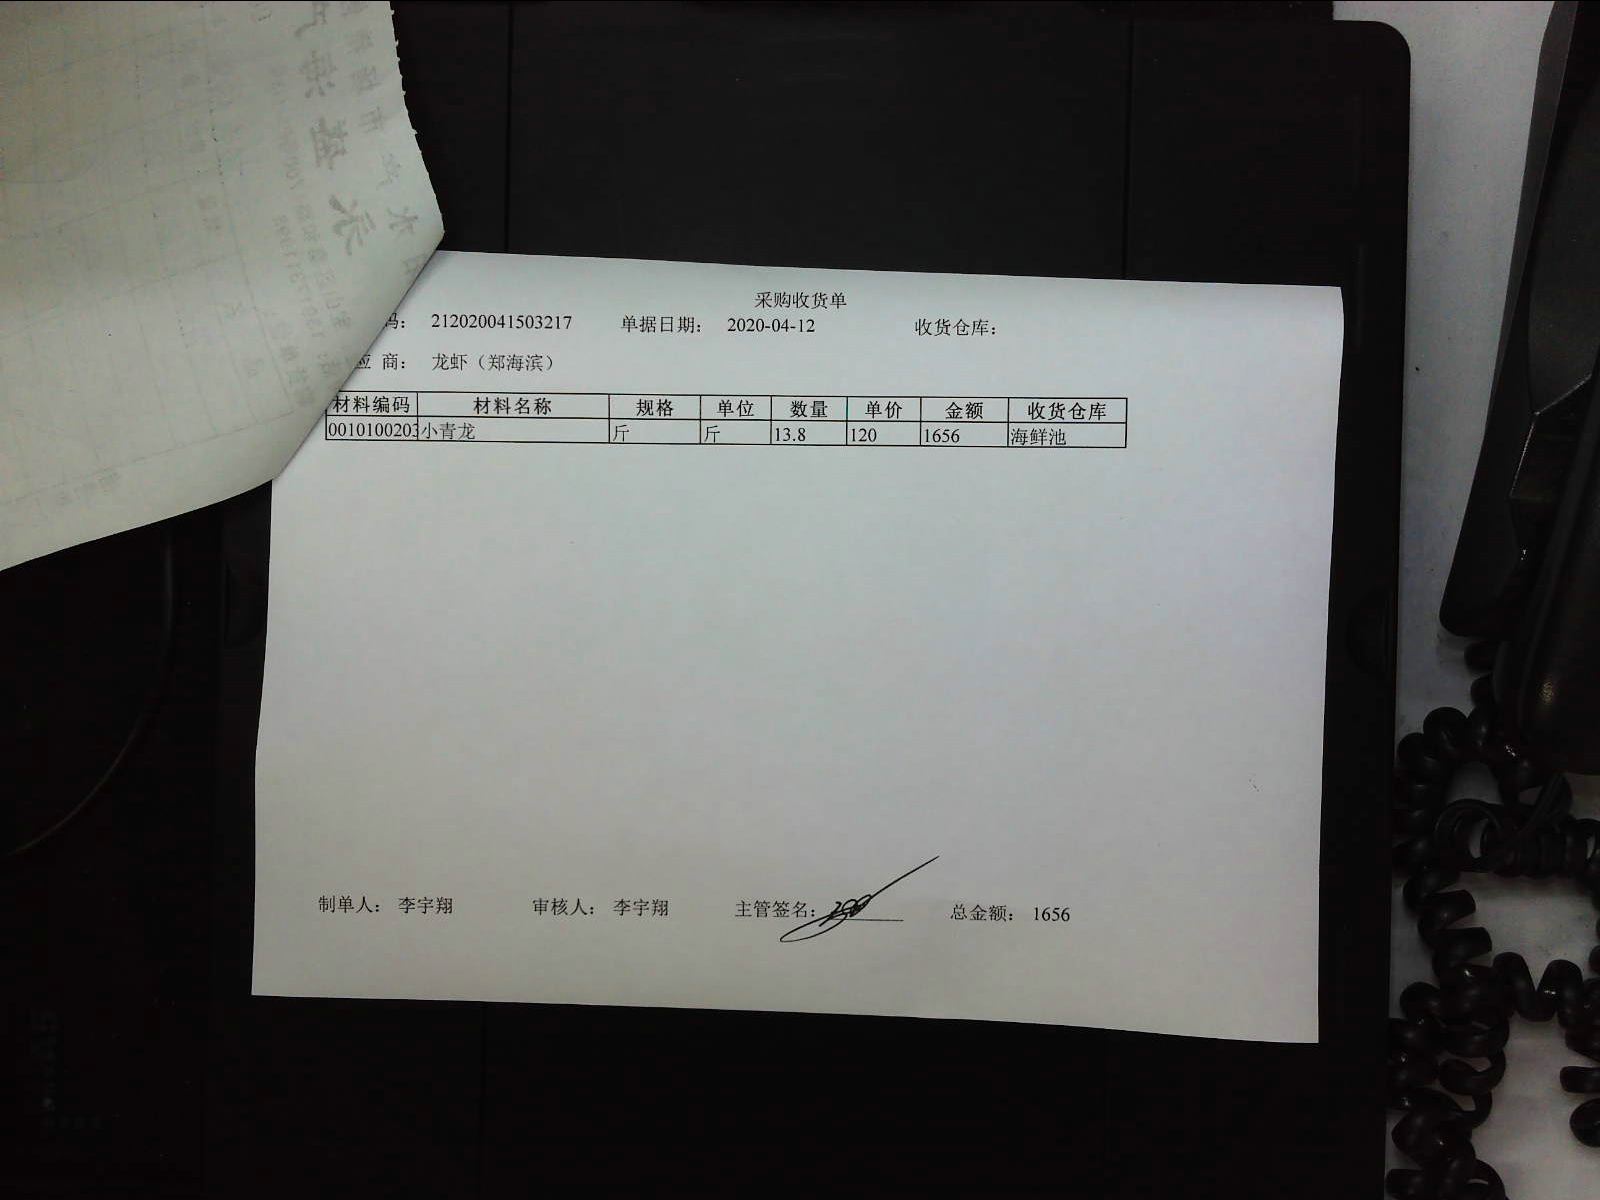 采购收货单
码： 212020041503217 单据日期： 2020-04-12 收货仓库：
应 商： 龙虾（郑海滨）
材料编码 材料名称 规格 单位 数量 单价 金额 收货仓库
0010100203 小青龙 斤 斤 13.8 120 1656 海鲜池
制单人： 李宇翔 审核人： 李宇翔 主管签名： 总金额： 1656